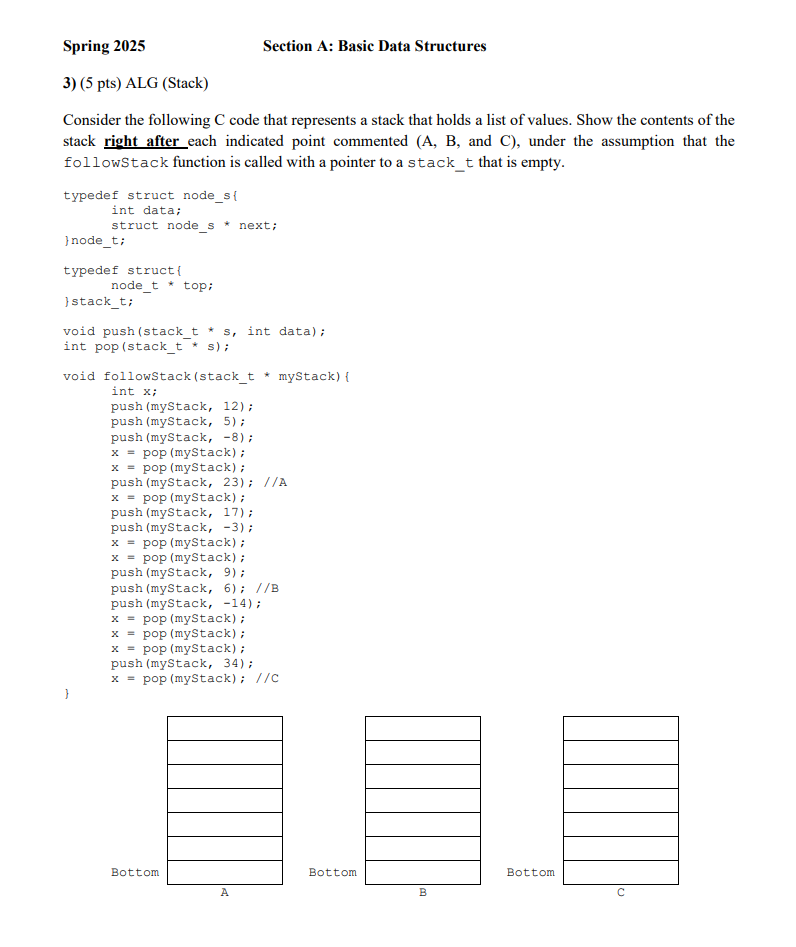 Spring 2025 Section A: Basic Data Structures
3) (5 pts) ALG (Stack)
Consider the following C code that represents a stack that holds a list of values. Show the contents of the
stack right after each indicated point commented (A, B, and C), under the assumption that the
followStack function is called with a pointer to a stack_t that is empty.
typedef struct node_s{
int data;
struct node_s * next;
}node_t;
typedef struct{
node_t * top;
}stack_t;
void push(stack_t * s, int data);
int pop(stack_t * s);
void followStack(stack_t * myStack){
int x;
push(myStack, 12);
push(myStack, 5);
push(myStack, -8);
x = pop(myStack);
x = pop(myStack);
push(myStack, 23); //A
x = pop(myStack);
push(myStack, 17);
push(myStack, -3);
x = pop(myStack);
x = pop(myStack);
push(myStack, 9);
push(myStack, 6); //B
push(myStack, -14);
x = pop(myStack);
x = pop(myStack);
x = pop(myStack);
push(myStack, 34);
x = pop(myStack); //C
}
Bottom Bottom Bottom
A B C